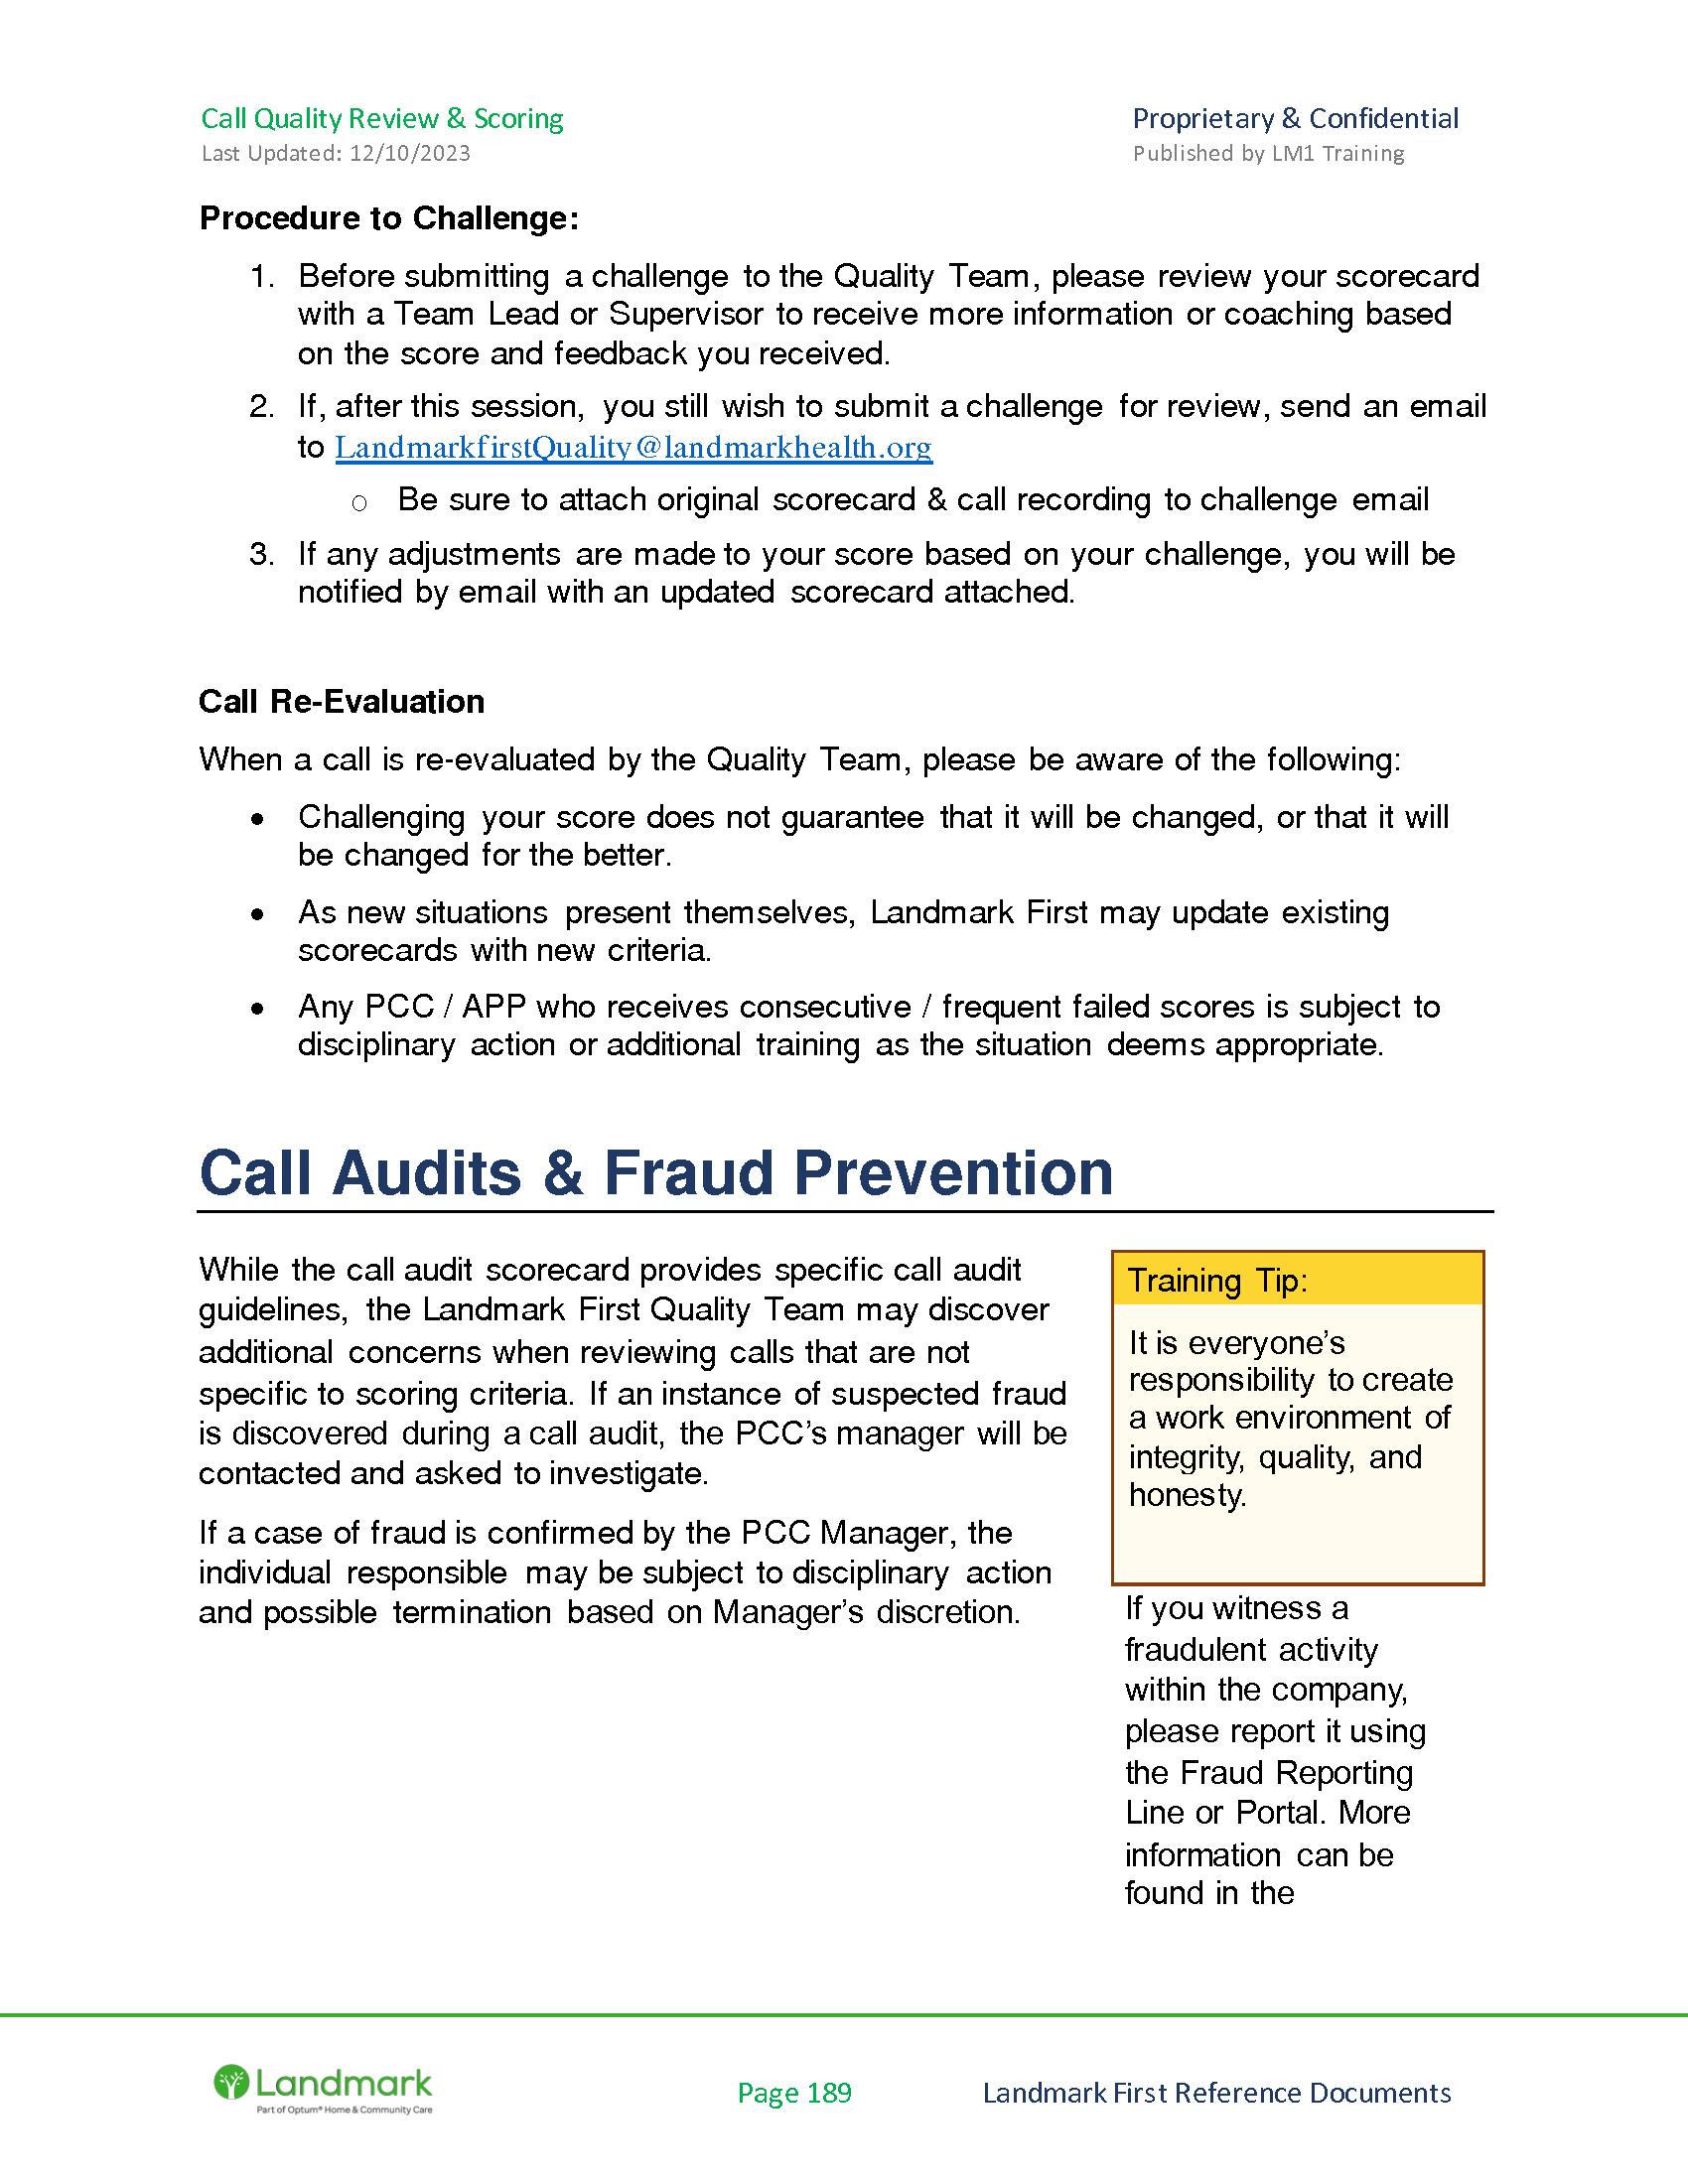 Call Quality Review & Scoring
Last Updated: 12/10/2023
Proprietary & Confidential
Published by LM1 Training
Procedure to Challenge:
1. Before submitting a challenge to the Quality Team, please review your scorecard
with a Team Lead or Supervisor to receive more information or coaching based
on the score and feedback you received.
2. If, after this session, you still wish to submit a challenge for review, send an email
to LandmarkfirstQuality@landmarkhealth.org
o Be sure to attach original scorecard & call recording to challenge email
3. If any adjustments are made to your score based on your challenge, you will be
notified by email with an updated scorecard attached.
Call Re-Evaluation
When a call is re-evaluated by the Quality Team, please be aware of the following:
• Challenging your score does not guarantee that it will be changed, or that it will
be changed for the better.
• As new situations present themselves, Landmark First may update existing
scorecards with new criteria.
• Any PCC / APP who receives consecutive / frequent failed scores is subject to
disciplinary action or additional training as the situation deems appropriate.
Call Audits & Fraud Prevention
While the call audit scorecard provides specific call audit
guidelines, the Landmark First Quality Team may discover
additional concerns when reviewing calls that are not
specific to scoring criteria. If an instance of suspected fraud
is discovered during a call audit, the PCC’s manager will be
contacted and asked to investigate.
If a case of fraud is confirmed by the PCC Manager, the
individual responsible may be subject to disciplinary action
and possible termination based on Manager’s discretion.
Training Tip:
It is everyone’s
responsibility to create
a work environment of
integrity, quality, and
honesty.
If you witness a
fraudulent activity
within the company,
please report it using
the Fraud Reporting
Line or Portal. More
information can be
found in the
Landmark
Part of Optum® Home & Community Care
Page 189
Landmark First Reference Documents